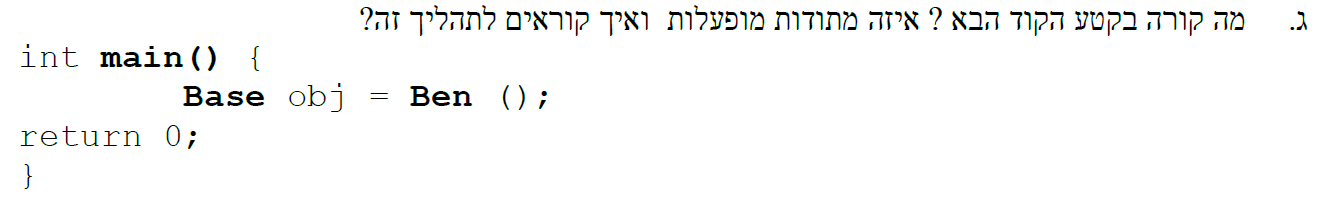 ג. מה קורה בקטע הקוד הבא ? איזה מתודות מופעלות ואיך קוראים לתהליך זה?
int main() {
Base obj = Ben ();
return 0;
}